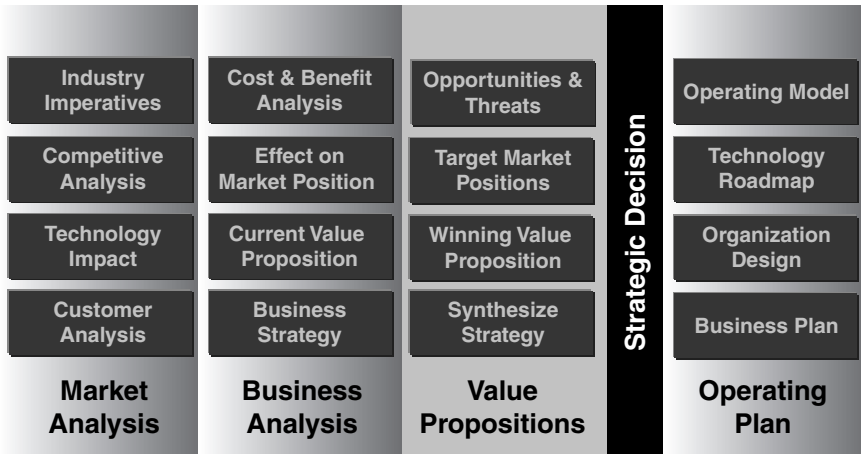 Industry
Imperatives
Competitive
Analysis
Technology
Impact
Customer
Analysis
Market
Analysis
Cost & Benefit
Analysis
Effect on
Market Position
Current Value
Proposition
Business
Strategy
Business
Analysis
Opportunities &
Threats
Target Market
Positions
Winning Value
Proposition
Synthesize
Strategy
Value
Propositions
Strategic Decision
Operating Model
Technology
Roadmap
Organization
Design
Business Plan
Operating
Plan